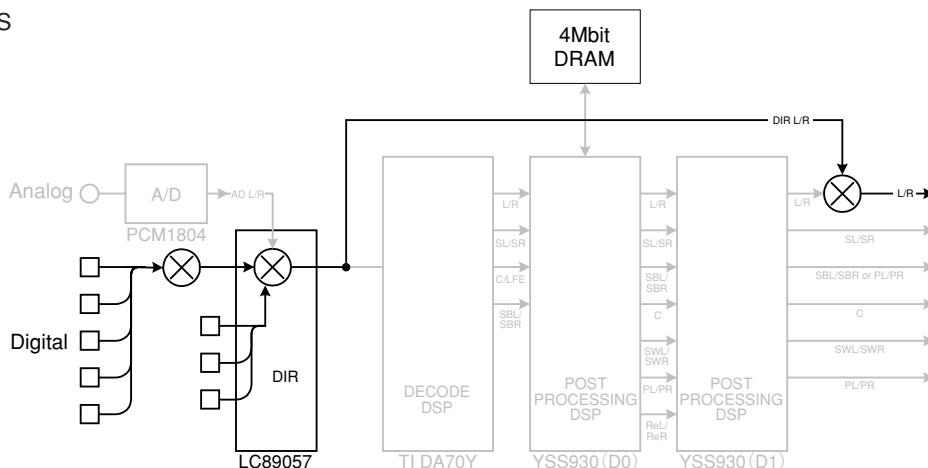 S
4Mbit
DRAM
DIR L/R
Analog
A/D
AD L/R
PCM1804
L/R
L/R
L/R
L/R
SL/SR
SL/SR
SL/SR
C/LFE
SBL/
SBR
SBL/SBR or PL/PR
SBL/
SBR
C
C
Digital
DIR
SWL/
SWR
SWL/SWR
DECODE
DSP
POST
PROCESSING
DSP
PL/PR
POST
PROCESSING
DSP
PL/PR
ReL/
ReR
LC89057
TI DA70Y
YSS930(D0)
YSS930(D1)